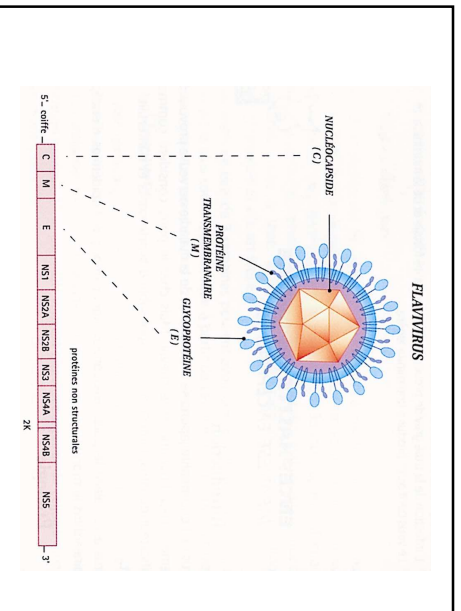 FLAVIVIRUS
NUCLÉOCAPSIDE
(C)
PROTÉINE
TRANSMEMBRANAIRE
(M)
GLYCOPROTÉINE
(E)
protéines non structurales
5'– coiffe – C M E NS1 NS2A NS2B NS3 NS4A NS4B NS5 – 3'
2K